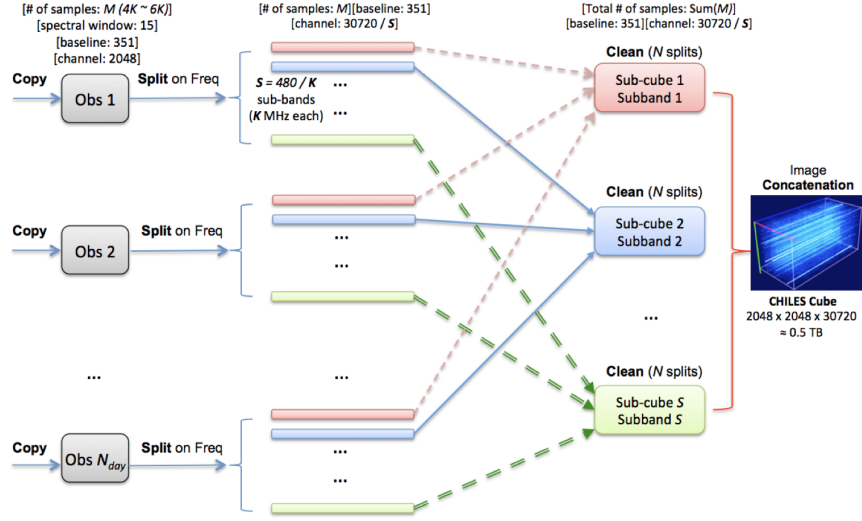 [# of samples: M (4K ~ 6K)]
[spectral window: 15]
[baseline: 351]
[channel: 2048]
[# of samples: M][baseline: 351]
[channel: 30720 / S]
[Total # of samples: Sum(M)]
[baseline: 351][channel: 30720 / S]
Copy
Obs 1
Split on Freq
S = 480 / K
sub-bands
(K MHz each)
...
...
Clean (N splits)
Sub-cube 1
Subband 1
Copy
Obs 2
Split on Freq
...
...
Clean (N splits)
Sub-cube 2
Subband 2
Image
Concatenation
CHILES Cube
2048 x 2048 x 30720
≈ 0.5 TB
...
...
...
Copy
Obs Nday
Split on Freq
...
...
Clean (N splits)
Sub-cube S
Subband S